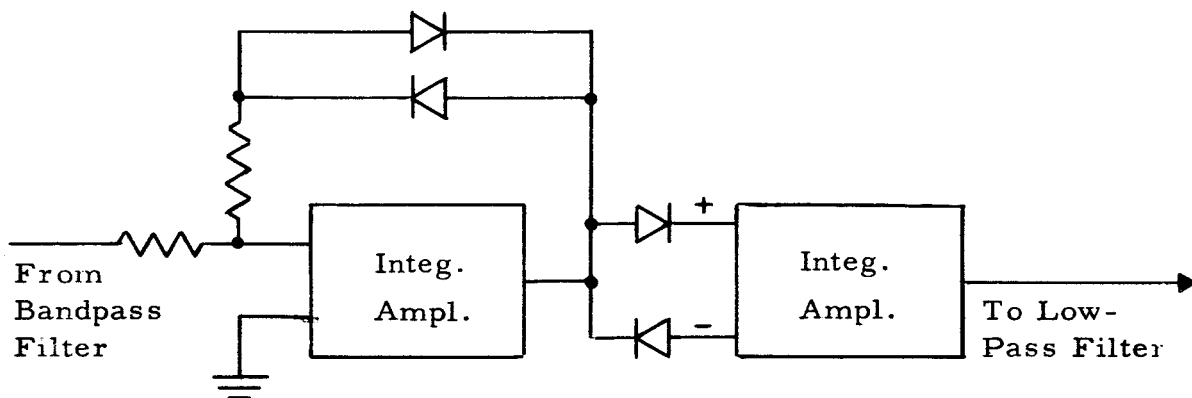 From
Bandpass
Filter
Integ.
Ampl.
+
-
Integ.
Ampl.
To Low-
Pass Filter